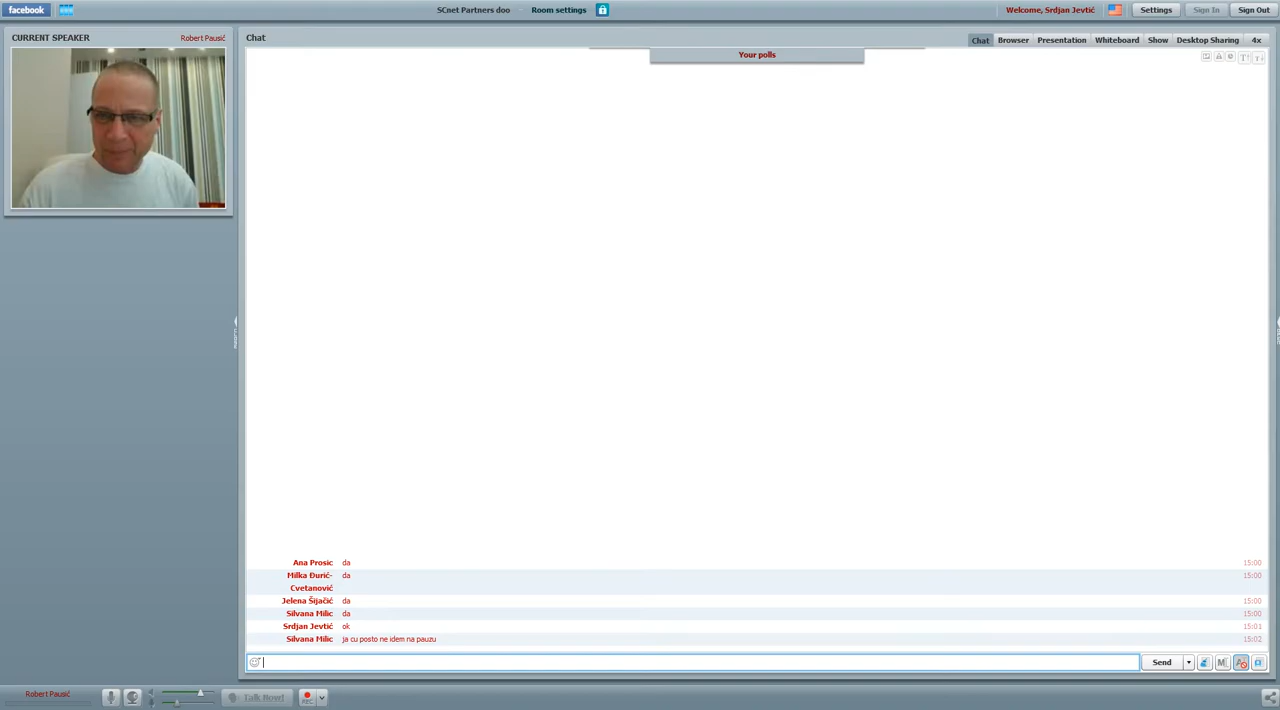 facebook SCnet Partners doo Room settings Welcome, Srdjan Jevtić Settings Sign In Sign Out
CURRENT SPEAKER Robert Pausić
Chat Chat Browser Presentation Whiteboard Show Desktop Sharing 4x
Your polls
Ana Prosic da 15:00
Milka Đurić- da 15:00
Cvetanović
Jelena Šijačić da 15:00
Silvana Milic da 15:00
Srdjan Jevtić ok 15:01
Silvana Milic ja cu posto ne idem na pauzu 15:02
Send
Robert Pausić Talk Now! REC